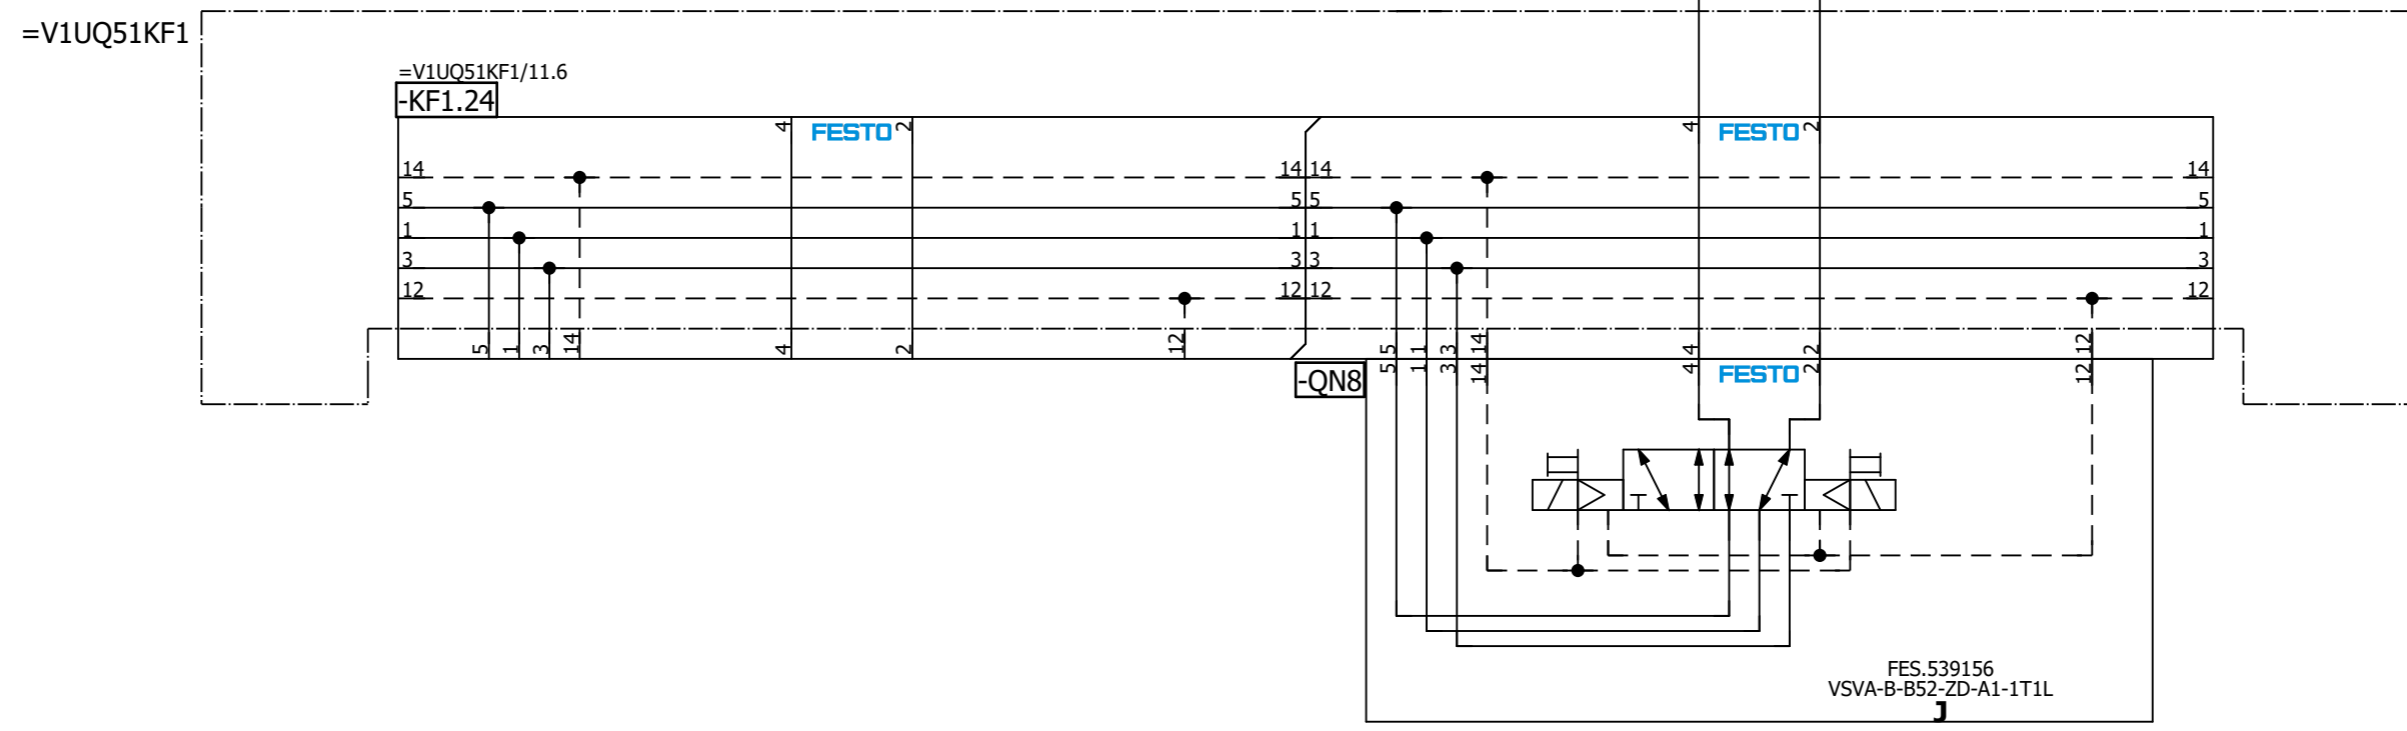 =V1UQ51KF1
=V1UQ51KF1/11.6
-KF1.24
4 FESTO 2 4 FESTO 2
14 14 14 14
5 5 5 5
1 1 1 1
3 3 3 3
12 12 12 12
5 1 3 14 4 2 12 5 1 3 14 4 2 12
-QN8 5 1 3 14 4 FESTO 2 12
FES.539156
VSVA-B-B52-ZD-A1-1T1L
J